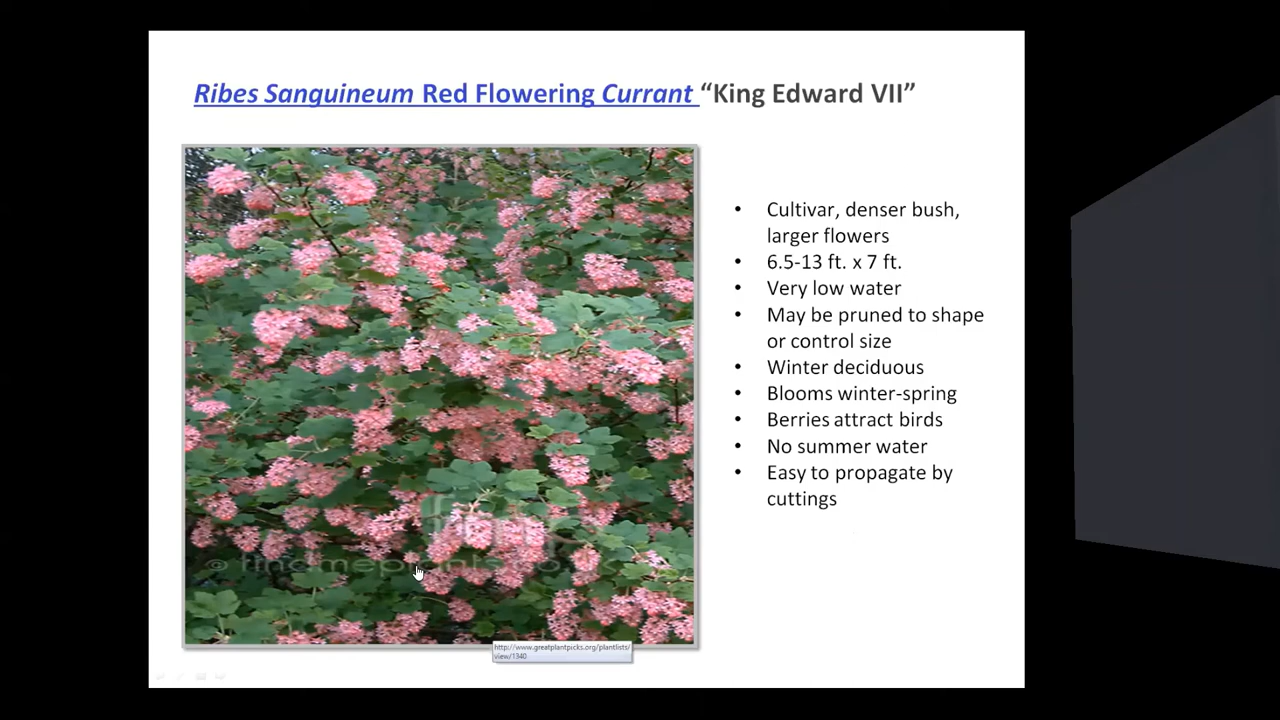 Ribes Sanguineum Red Flowering Currant “King Edward VII”
• Cultivar, denser bush,
larger flowers
• 6.5-13 ft. x 7 ft.
• Very low water
• May be pruned to shape
or control size
• Winter deciduous
• Blooms winter-spring
• Berries attract birds
• No summer water
• Easy to propagate by
cuttings
© findmeplants
http://www.greatplantpicks.org/plantlists/
view/1340